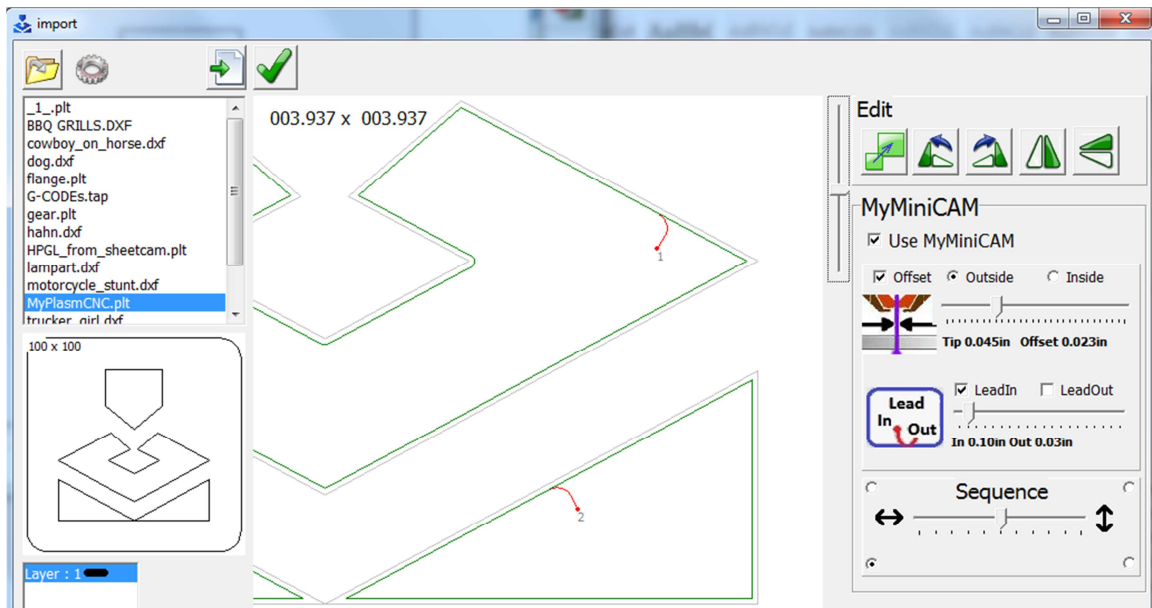 import
_1_.plt
BBQ GRILLS.DXF
cowboy_on_horse.dxf
dog.dxf
flange.plt
G-CODEs.tap
gear.plt
hahn.dxf
HPGL_from_sheetcam.plt
lampart.dxf
motorcycle_stunt.dxf
MyPlasmCNC.plt
trucker_girl.dxf
100 x 100
Layer : 1
003.937 x 003.937
1
2
Edit
MyMiniCAM
Use MyMiniCAM
Offset Outside Inside
Tip 0.045in Offset 0.023in
LeadIn LeadOut
Lead
In Out
In 0.10in Out 0.03in
Sequence